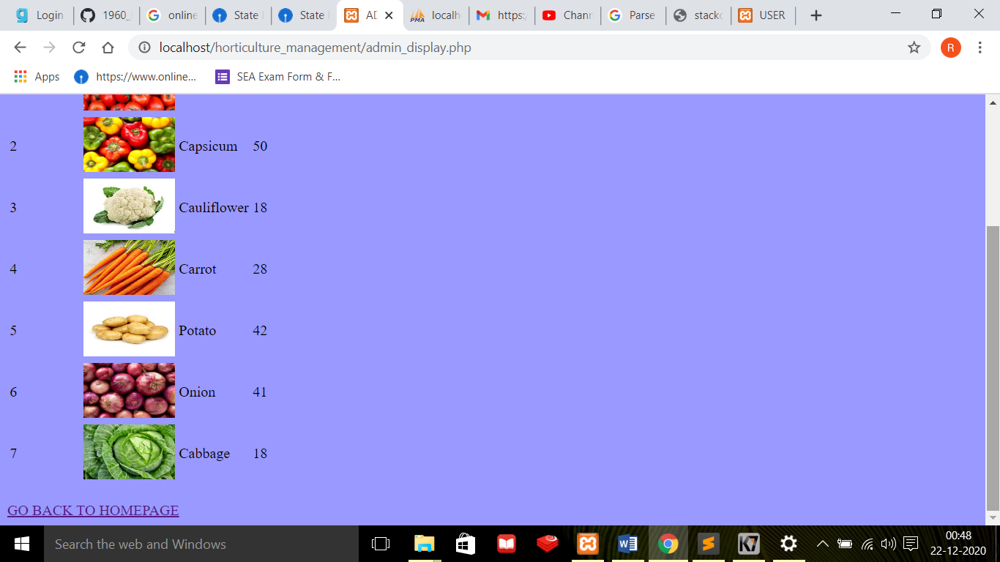 Login
1960_
online
State
State
AD
localh
https:/
Chann
Parse
stacko
USER
localhost/horticulture_management/admin_display.php
R
Apps
https://www.online...
SEA Exam Form & F...
2 Capsicum 50
3 Cauliflower 18
4 Carrot 28
5 Potato 42
6 Onion 41
7 Cabbage 18
GO BACK TO HOMEPAGE
Search the web and Windows
00:48
22-12-2020